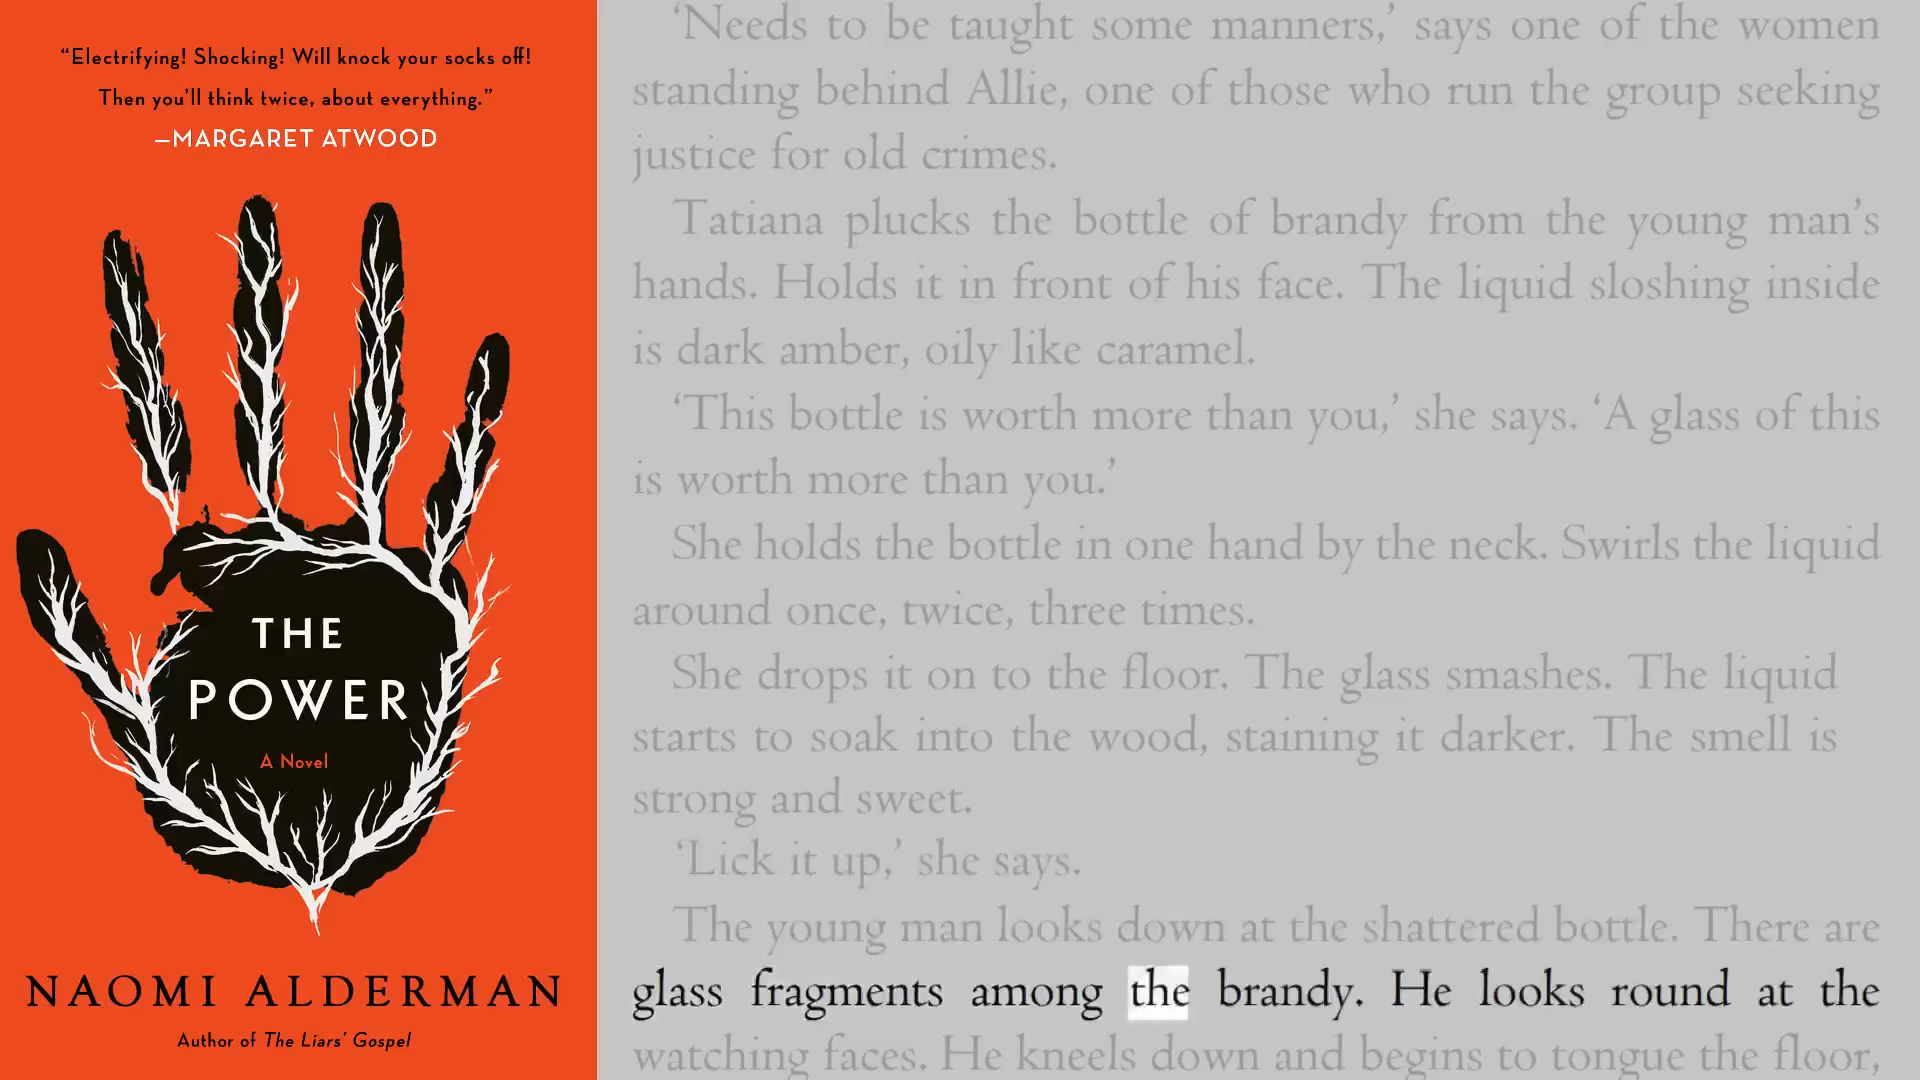 “Electrifying! Shocking! Will knock your socks off!
Then you’ll think twice, about everything.”
—MARGARET ATWOOD
THE
POWER
A Novel
NAOMI ALDERMAN
Author of The Liars’ Gospel
‘Needs to be taught some manners,’ says one of the women
standing behind Allie, one of those who run the group seeking
justice for old crimes.
Tatiana plucks the bottle of brandy from the young man’s
hands. Holds it in front of his face. The liquid sloshing inside
is dark amber, oily like caramel.
‘This bottle is worth more than you,’ she says. ‘A glass of this
is worth more than you.’
She holds the bottle in one hand by the neck. Swirls the liquid
around once, twice, three times.
She drops it on to the floor. The glass smashes. The liquid
starts to soak into the wood, staining it darker. The smell is
strong and sweet.
‘Lick it up,’ she says.
The young man looks down at the shattered bottle. There are
glass fragments among the brandy. He looks round at the
watching faces. He kneels down and begins to tongue the floor,